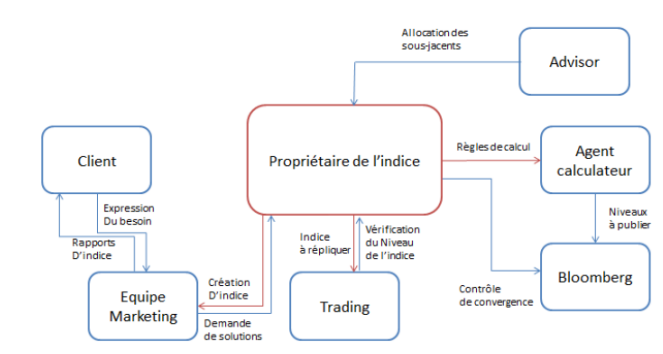 Allocation des
sous-jacents
Advisor
Client
Propriétaire de l'indice
Règles de calcul
Agent
calculateur
Expression
Du besoin
Rapports
D'indice
Indice
à répliquer
Vérification
du Niveau
de l'indice
Niveaux
à publier
Equipe
Marketing
Création
D'indice
Demande
de solutions
Trading
Contrôle
de convergence
Bloomberg